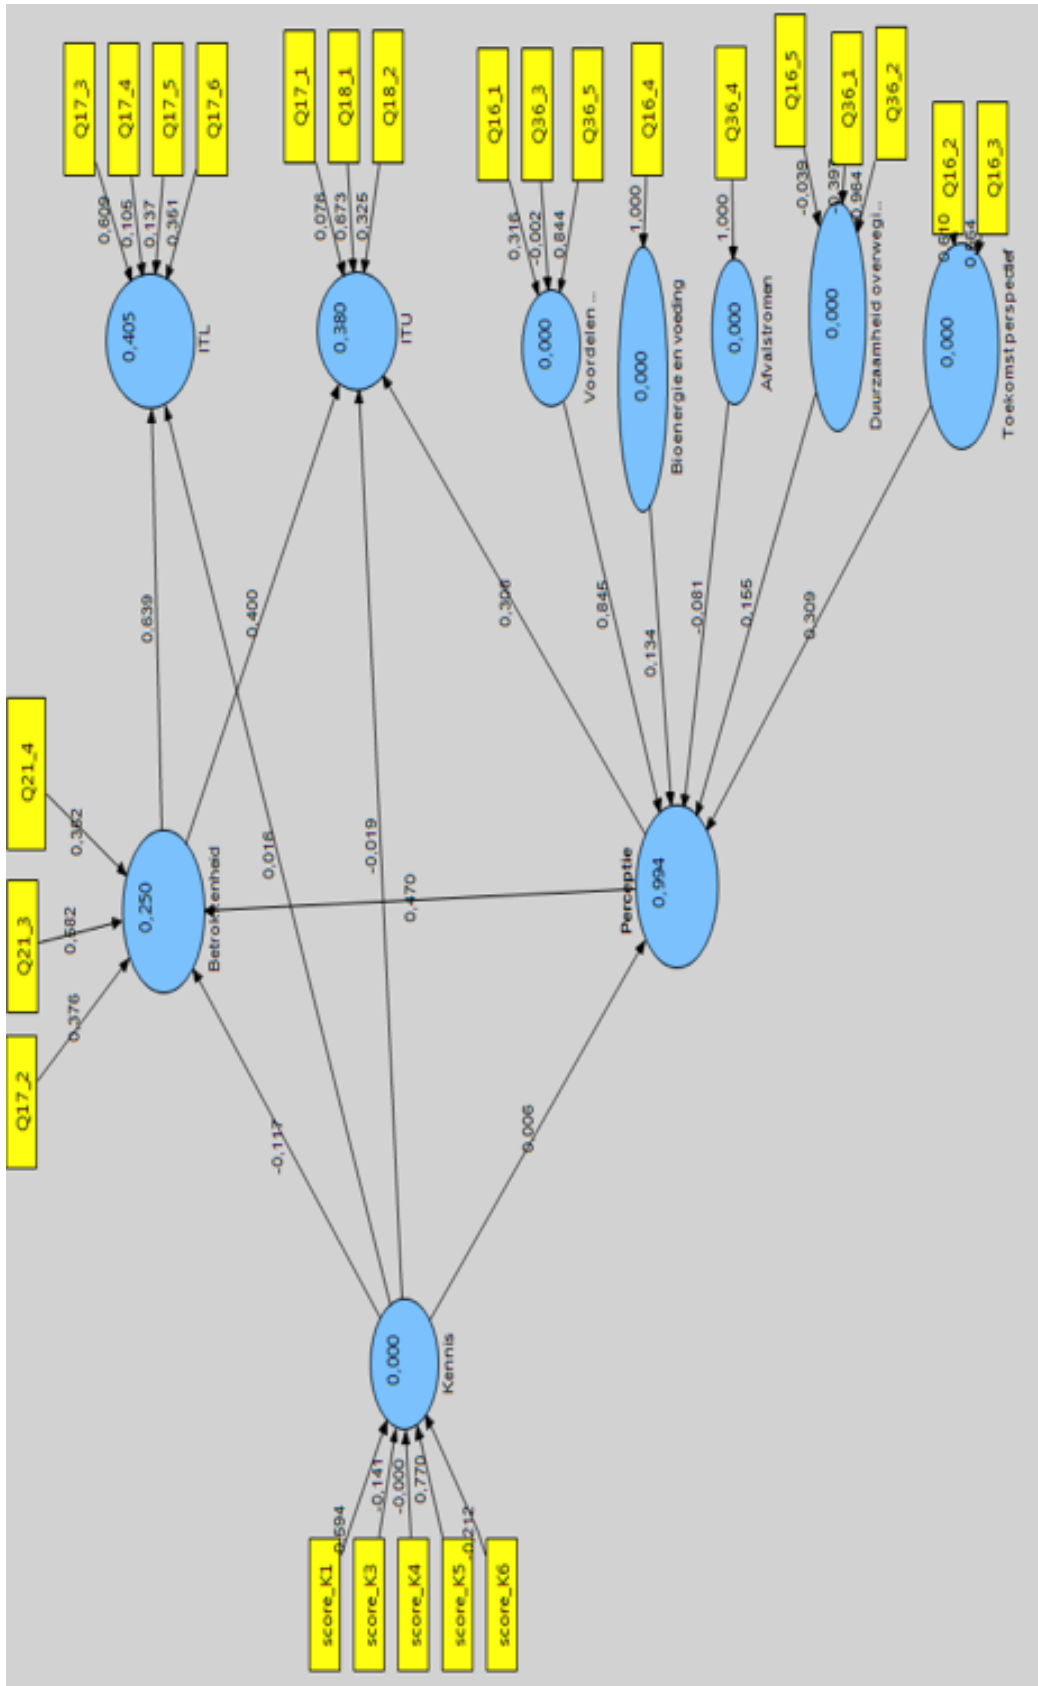 Q17_3
Q17_4
Q17_5
Q17_6
0,609
0,105
0,137
0,361
0,405
ITL
Q17_1
Q18_1
Q18_2
0,076
0,673
0,325
0,380
ITU
Q16_1
Q36_3
Q36_5
0,316
-0,002
0,844
0,000
Voordelen ...
Q16_4
1,000
0,000
Bioenergie en voeding
Q36_4
1,000
0,000
Afvalstromen
Q16_5
Q36_1
Q36_2
-0,039
0,964
0,000
Duurzaamheid overwegi...
Q16_2
Q16_3
0,000
Toekomstperspectief
0,639
0,400
0,016
-0,019
0,470
0,845
0,134
-0,081
0,155
0,309
Q21_4
Q21_3
Q17_2
0,682
0,376
0,250
Betrokkenheid
Perceptie
0,994
-0,117
0,006
0,000
Kennis
-0,141
-0,000
0,770
-0,212
score_K1
score_K3
score_K4
score_K5
score_K6